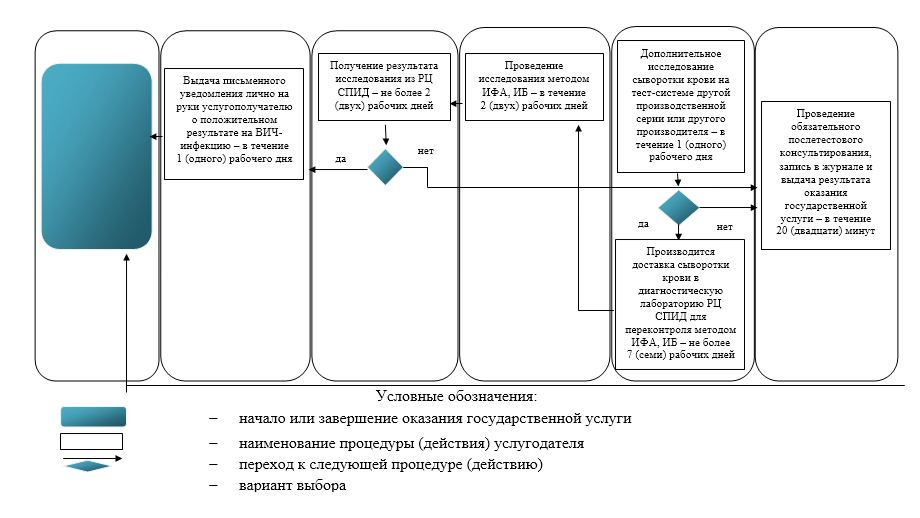 Выдача письменного
уведомления лично на
руки услугополучателю
о положительном
результате на ВИЧ-
инфекцию – в течение
1 (одного) рабочего дня
Получение результата
исследования из РЦ
СПИД – не более 2
(двух) рабочих дней
да
нет
Проведение
исследования методом
ИФА, ИБ – в течение
2 (двух) рабочих дней
Дополнительное
исследование
сыворотки крови на
тест-системе другой
производственной
серии или другого
производителя – в
течение 1 (одного)
рабочего дня
да
нет
Производится
доставка сыворотки
крови в
диагностическую
лабораторию РЦ
СПИД для
переконтроля методом
ИФА, ИБ – не более
7 (семи) рабочих дней
Проведение
обязательного
послетестового
консультирования,
запись в журнале и
выдача результата
оказания
государственной
услуги – в течение
20 (двадцати) минут
Условные обозначения:
– начало или завершение оказания государственной услуги
– наименование процедуры (действия) услугодателя
– переход к следующей процедуре (действию)
– вариант выбора